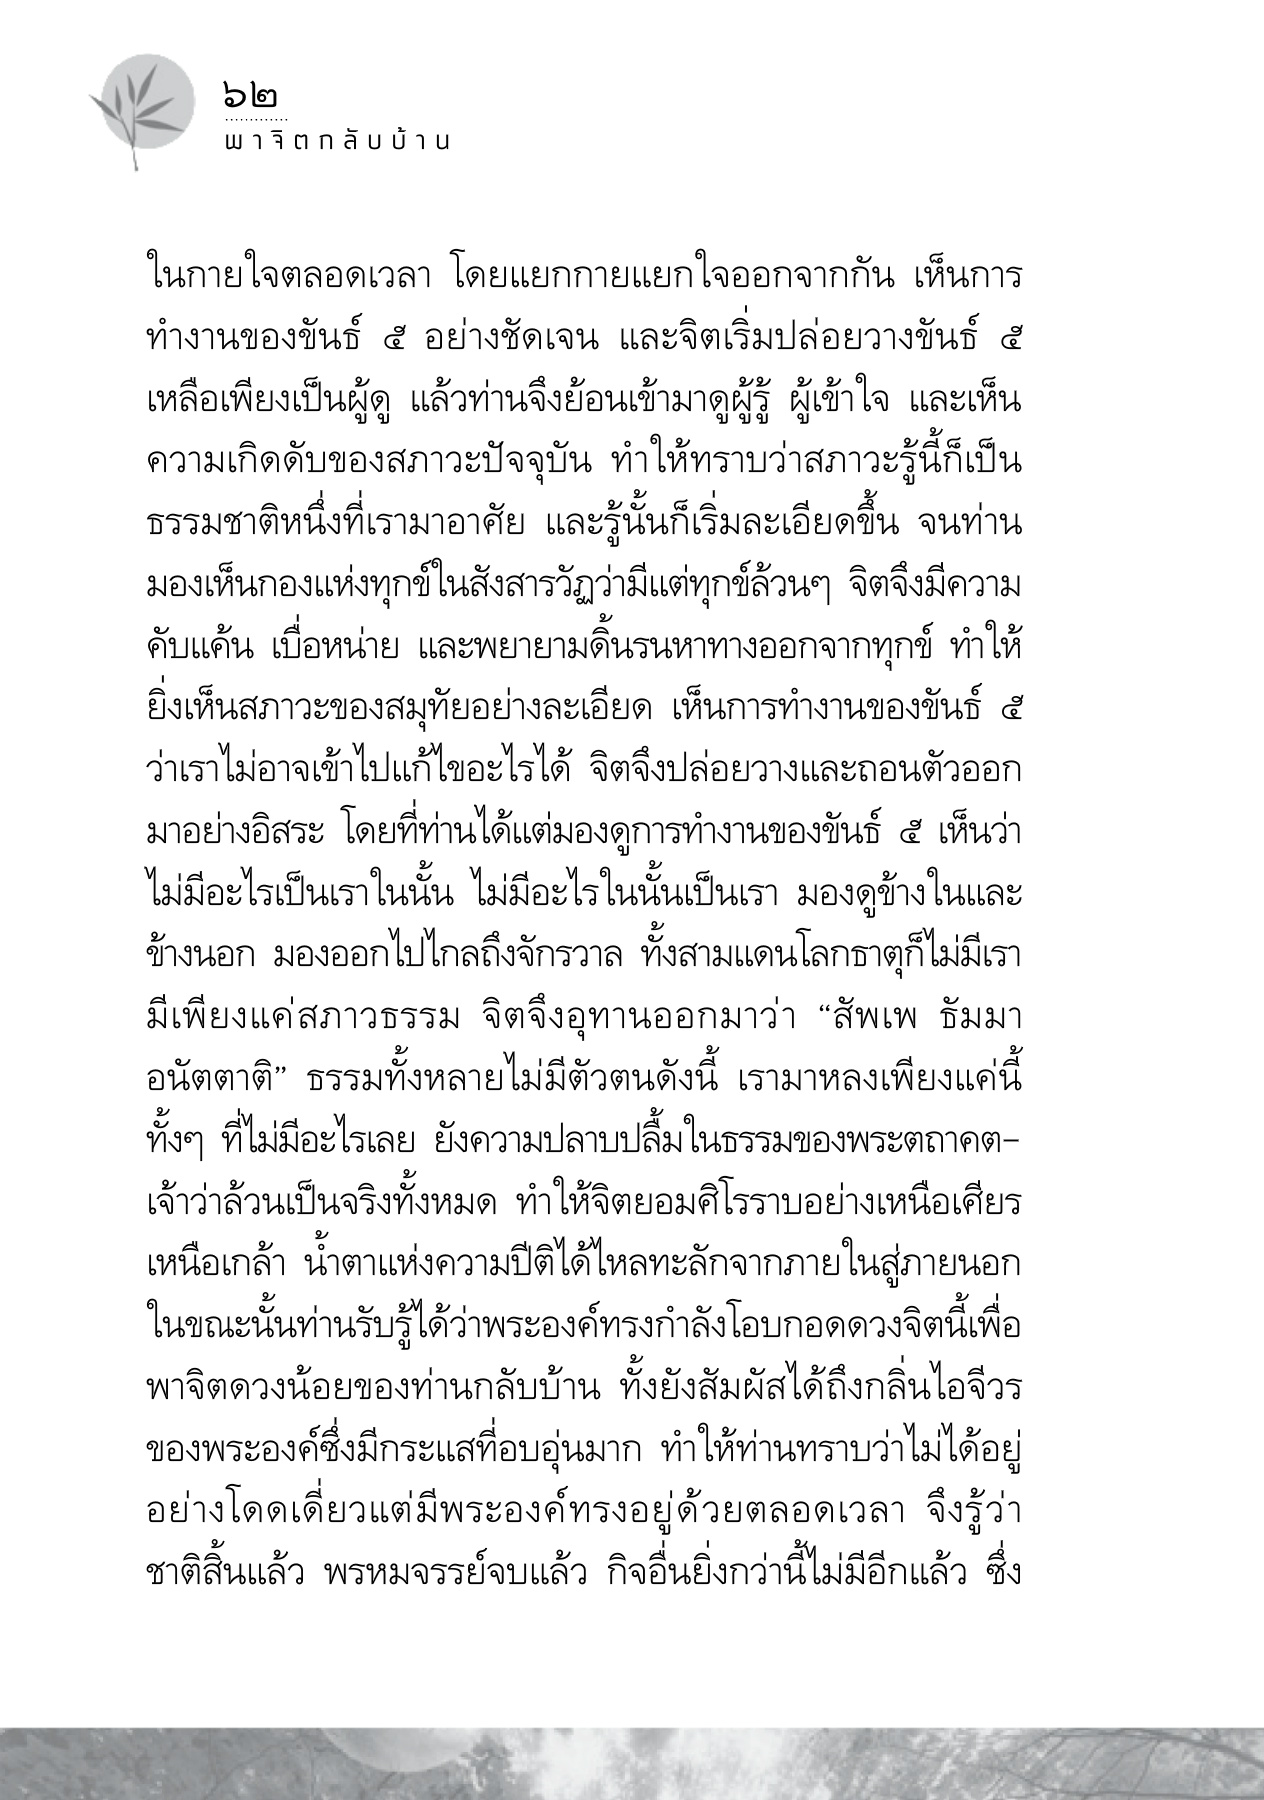 ๖๒
พาจิตกลับบ้าน
ในกายใจตลอดเวลา โดยแยกกายแยกใจออกจากกัน เห็นการ
ทำงานของขันธ์ ๕ อย่างชัดเจน และจิตเริ่มปล่อยวางขันธ์ ๕
เหลือเพียงเป็นผู้ดู แล้วท่านจึงย้อนเข้ามาดูผู้รู้ ผู้เข้าใจ และเห็น
ความเกิดดับของสภาวะปัจจุบัน ทำให้ทราบว่าสภาวะรู้นี้ก็เป็น
ธรรมชาติหนึ่งที่เรามาอาศัย และรู้นั้นก็เริ่มละเอียดขึ้น จนท่าน
มองเห็นกองแห่งทุกข์ในสังสารวัฏว่ามีแต่ทุกข์ล้วนๆ จิตจึงมีความ
คับแค้น เบื่อหน่าย และพยายามดิ้นรนหาทางออกจากทุกข์ ทำให้
ยิ่งเห็นสภาวะของสมุทัยอย่างละเอียด เห็นการทำงานของขันธ์ ๕
ว่าเราไม่อาจเข้าไปแก้ไขอะไรได้ จิตจึงปล่อยวางและถอนตัวออก
มาอย่างอิสระ โดยที่ท่านได้แต่มองดูการทำงานของขันธ์ ๕ เห็นว่า
ไม่มีอะไรเป็นเราในนั้น ไม่มีอะไรในนั้นเป็นเรา มองดูข้างในและ
ข้างนอก มองออกไปไกลถึงจักรวาล ทั้งสามแดนโลกธาตุก็ไม่มีเรา
มีเพียงแค่สภาวธรรม จิตจึงอุทานออกมาว่า “สัพเพ ธัมมา
อนัตตาติ” ธรรมทั้งหลายไม่มีตัวตนดังนี้ เรามาหลงเพียงแค่นี้
ทั้งๆ ที่ไม่มีอะไรเลย ยังความปลาบปลื้มในธรรมของพระตถาคต-
เจ้าว่าล้วนเป็นจริงทั้งหมด ทำให้จิตยอมศิโรราบอย่างเหนือเศียร
เหนือเกล้า น้ำตาแห่งความปีติได้ไหลทะลักจากภายในสู่ภายนอก
ในขณะนั้นท่านรับรู้ได้ว่าพระองค์ทรงกำลังโอบกอดดวงจิตนี้เพื่อ
พาจิตดวงน้อยของท่านกลับบ้าน ทั้งยังสัมผัสได้ถึงกลิ่นไอจีวร
ของพระองค์ซึ่งมีกระแสที่อบอุ่นมาก ทำให้ท่านทราบว่าไม่ได้อยู่
อย่างโดดเดี่ยวแต่มีพระองค์ทรงอยู่ด้วยตลอดเวลา จึงรู้ว่า
ชาติสิ้นแล้ว พรหมจรรย์จบแล้ว กิจอื่นยิ่งกว่านี้ไม่มีอีกแล้ว ซึ่ง